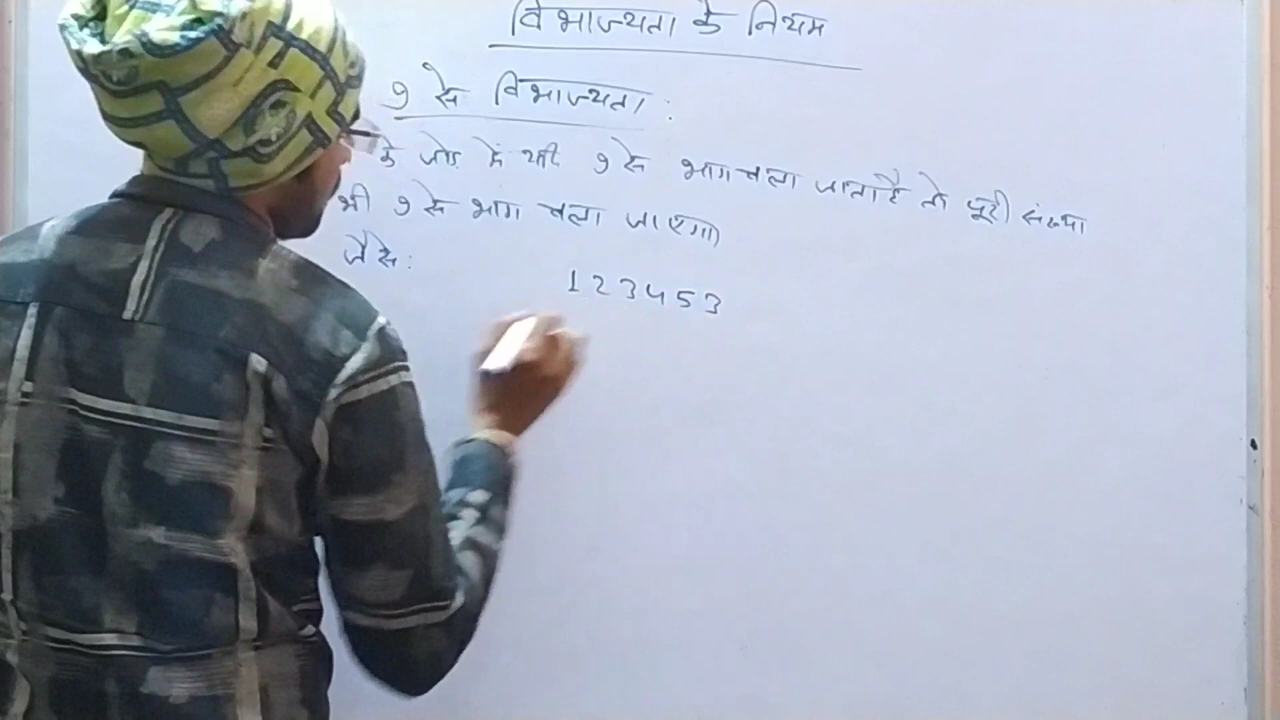 विभाज्यता के नियम
9 से विभाज्यता :
के जोड़ में यदि 9 से भाग चला जाता है तो पूरी संख्या
भी 9 से भाग चला जाएगा
जैसे :
123453